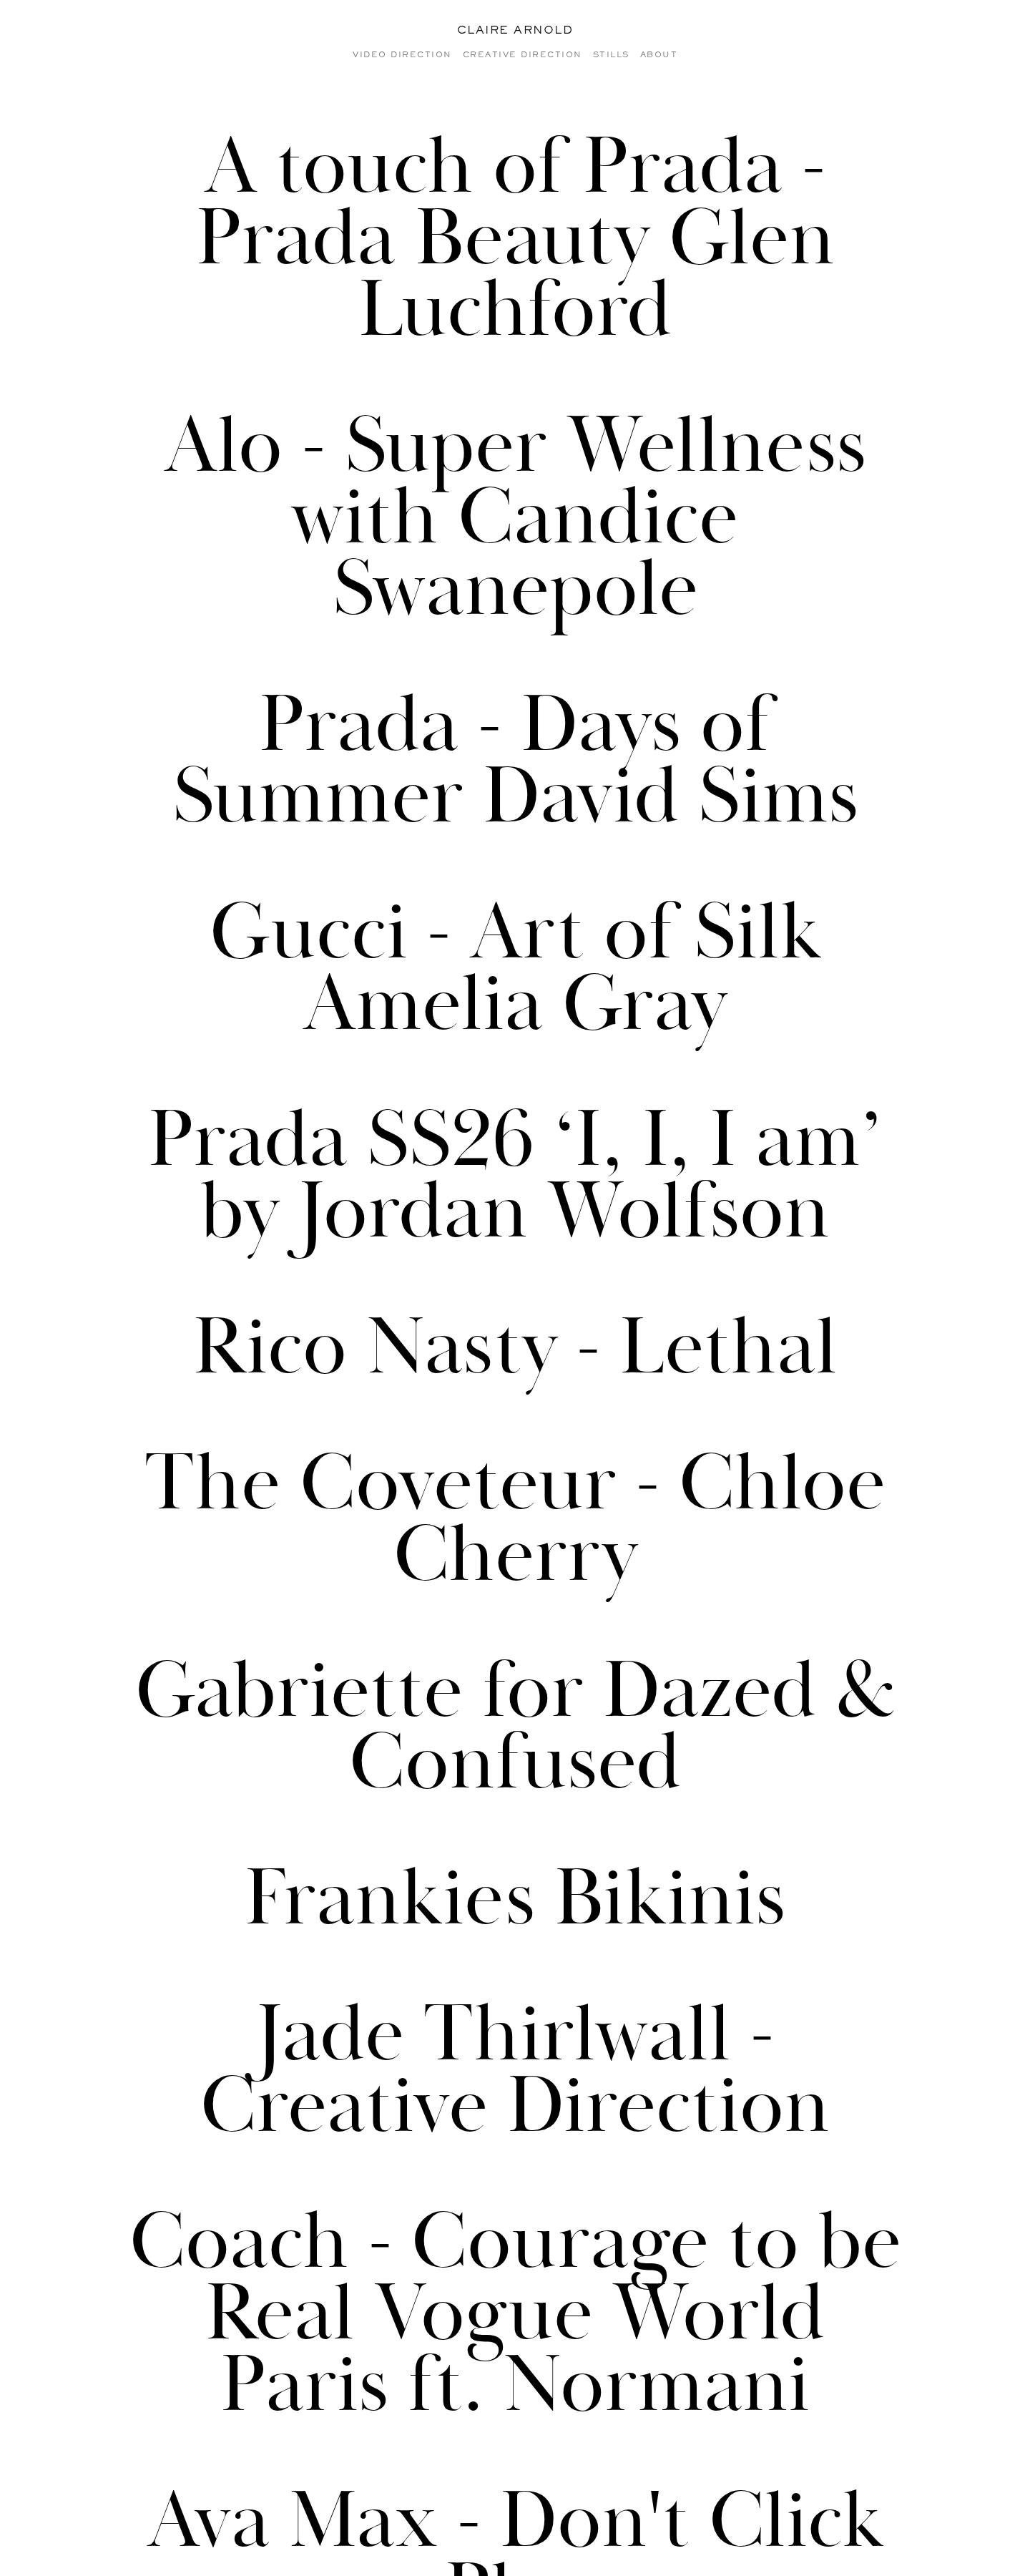 CLAIRE ARNOLD
VIDEO DIRECTION CREATIVE DIRECTION STILLS ABOUT
A touch of Prada -
Prada Beauty Glen
Luchford
Alo - Super Wellness
with Candice
Swanepole
Prada - Days of
Summer David Sims
Gucci - Art of Silk
Amelia Gray
Prada SS26 ‘I, I, I am’
by Jordan Wolfson
Rico Nasty - Lethal
The Coveteur - Chloe
Cherry
Gabriette for Dazed &
Confused
Frankies Bikinis
Jade Thirlwall -
Creative Direction
Coach - Courage to be
Real Vogue World
Paris ft. Normani
Ava Max - Don't Click